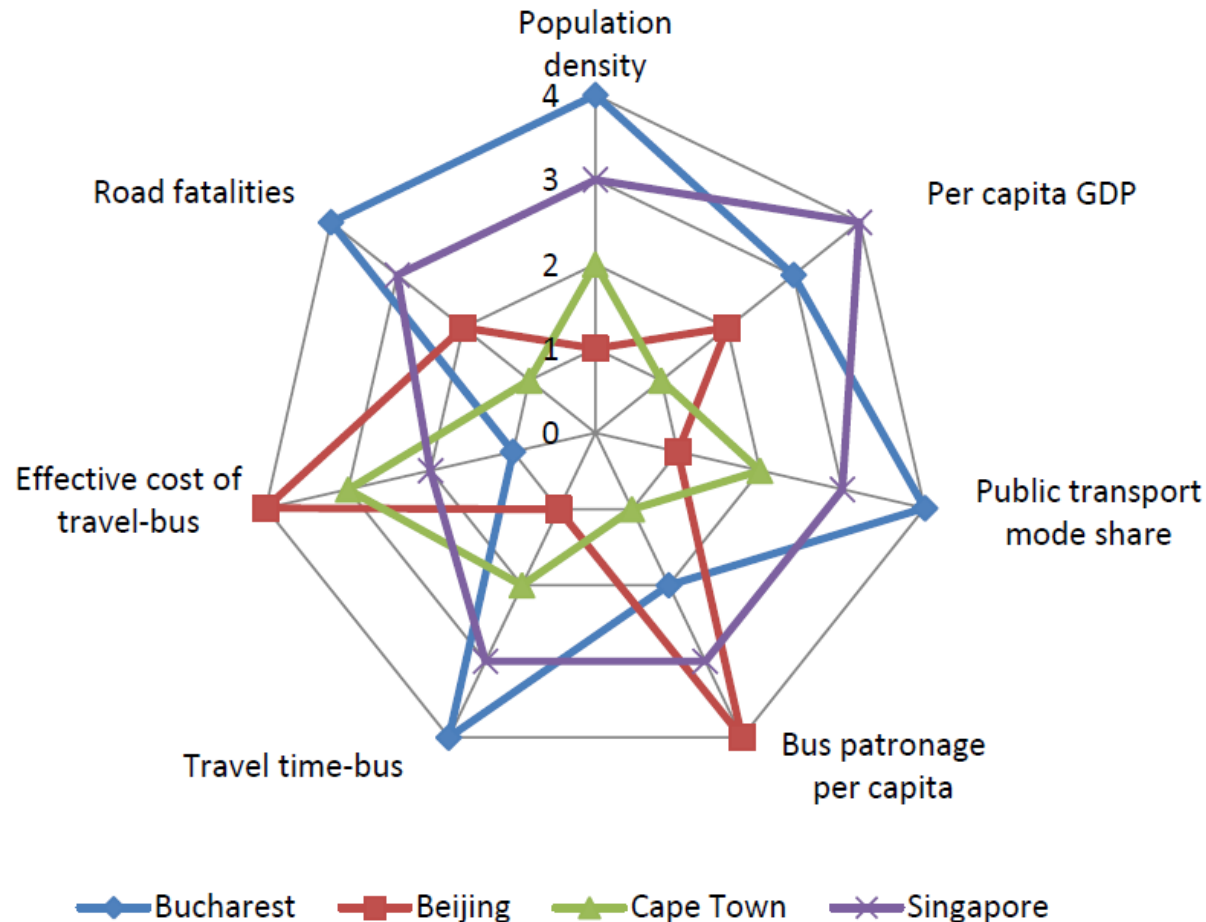 Population
density
4
3
2
1
0
Per capita GDP
Public transport
mode share
Bus patronage
per capita
Travel time-bus
Effective cost of
travel-bus
Road fatalities
Bucharest Beijing Cape Town Singapore